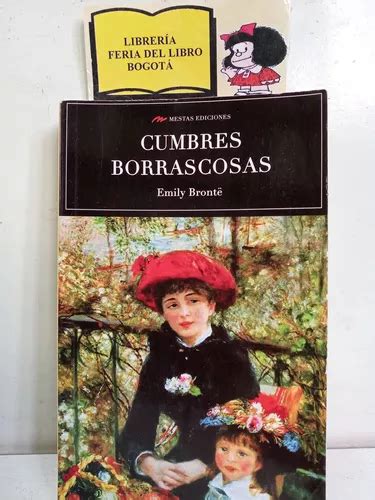 LIBRERÍA
FERIA DEL LIBRO
BOGOTÁ
MESTAS EDICIONES
CUMBRES
BORRASCOSAS
Emily Brontë